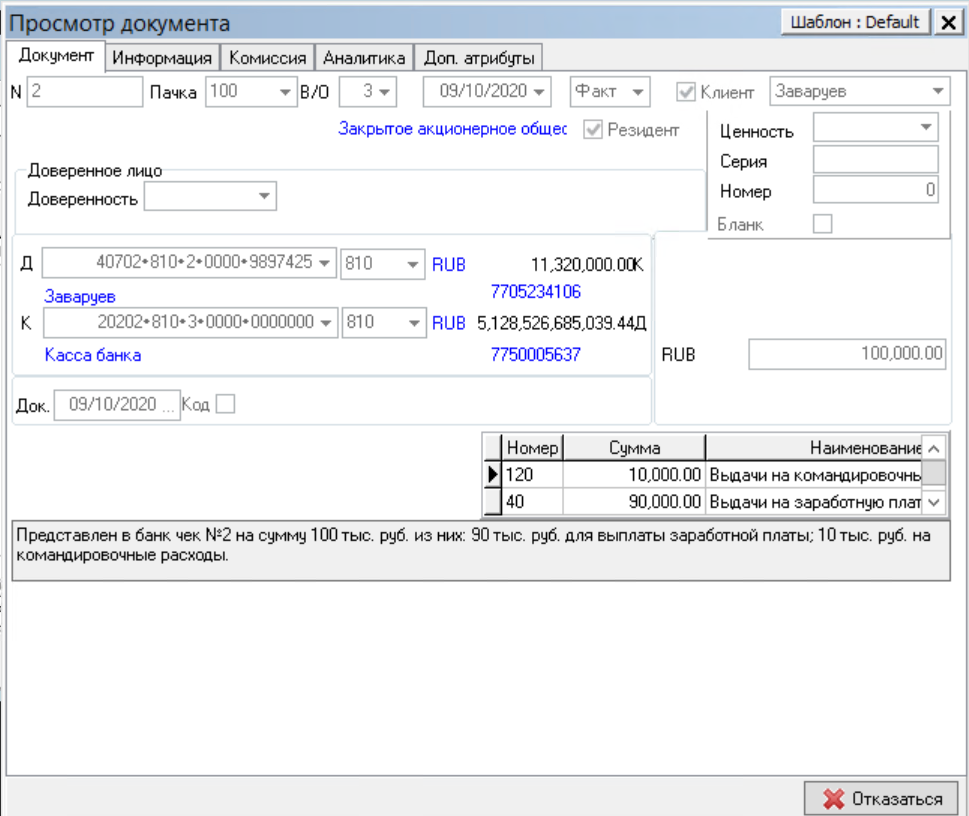 Просмотр документа Шаблон : Default
Документ Информация Комиссия Аналитика Доп. атрибуты
N 2 Пачка 100 В/О 3 09/10/2020 Факт Клиент Заваруев
Закрытое акционерное общес Резидент
Ценность
Серия
Номер 0
Бланк
Доверенное лицо
Доверенность
Д 40702*810*2*0000*9897425 810 RUB 11,320,000.00К
Заваруев 7705234106
К 20202*810*3*0000*0000000 810 RUB 5,128,526,685,039.44Д
Касса банка 7750005637
RUB 100,000.00
Док. 09/10/2020 ... Код
Номер Сумма Наименование
120 10,000.00 Выдачи на командировочны
40 90,000.00 Выдачи на заработную плат
Представлен в банк чек №2 на сумму 100 тыс. руб. из них: 90 тыс. руб. для выплаты заработной платы; 10 тыс. руб. на
командировочные расходы.
Отказаться